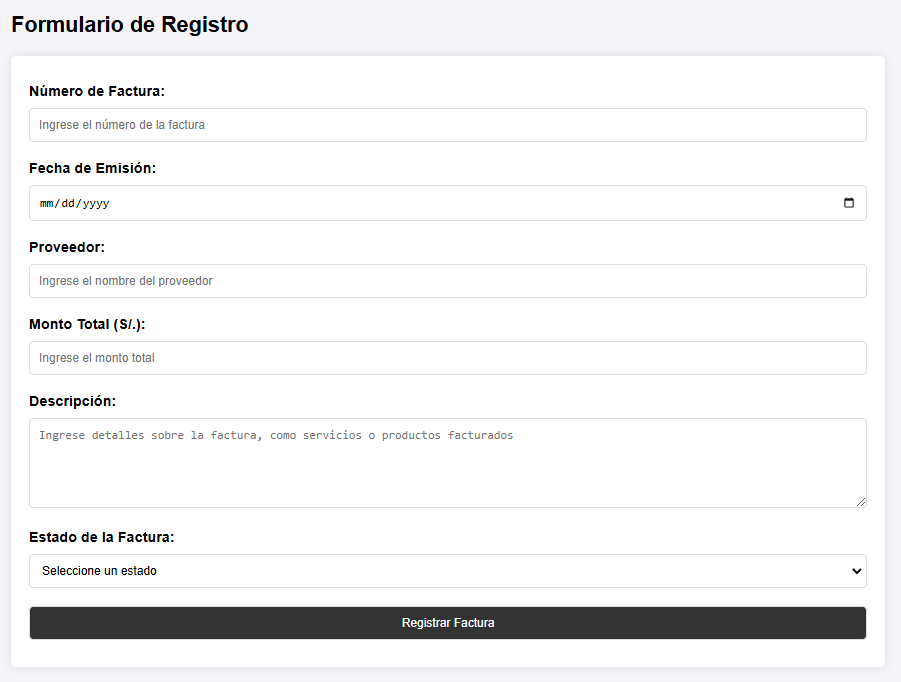 Formulario de Registro
Número de Factura:
Ingrese el número de la factura
Fecha de Emisión:
mm/dd/yyyy
Proveedor:
Ingrese el nombre del proveedor
Monto Total (S/.):
Ingrese el monto total
Descripción:
Ingrese detalles sobre la factura, como servicios o productos facturados
Estado de la Factura:
Seleccione un estado
Registrar Factura